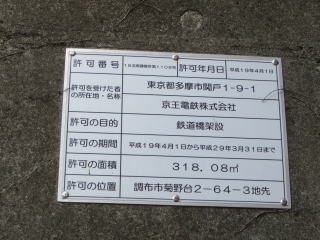 許可番号 許可年月日 平成19年4月1日
許可を受けた者の所在地・名称 東京都多摩市関戸1-9-1
京王電鉄株式会社
許可の目的 鉄道橋架設
許可の期間 平成19年4月1日から平成29年3月31日まで
許可の面積 318.08㎡
許可の位置 調布市菊野台2-64-3地先